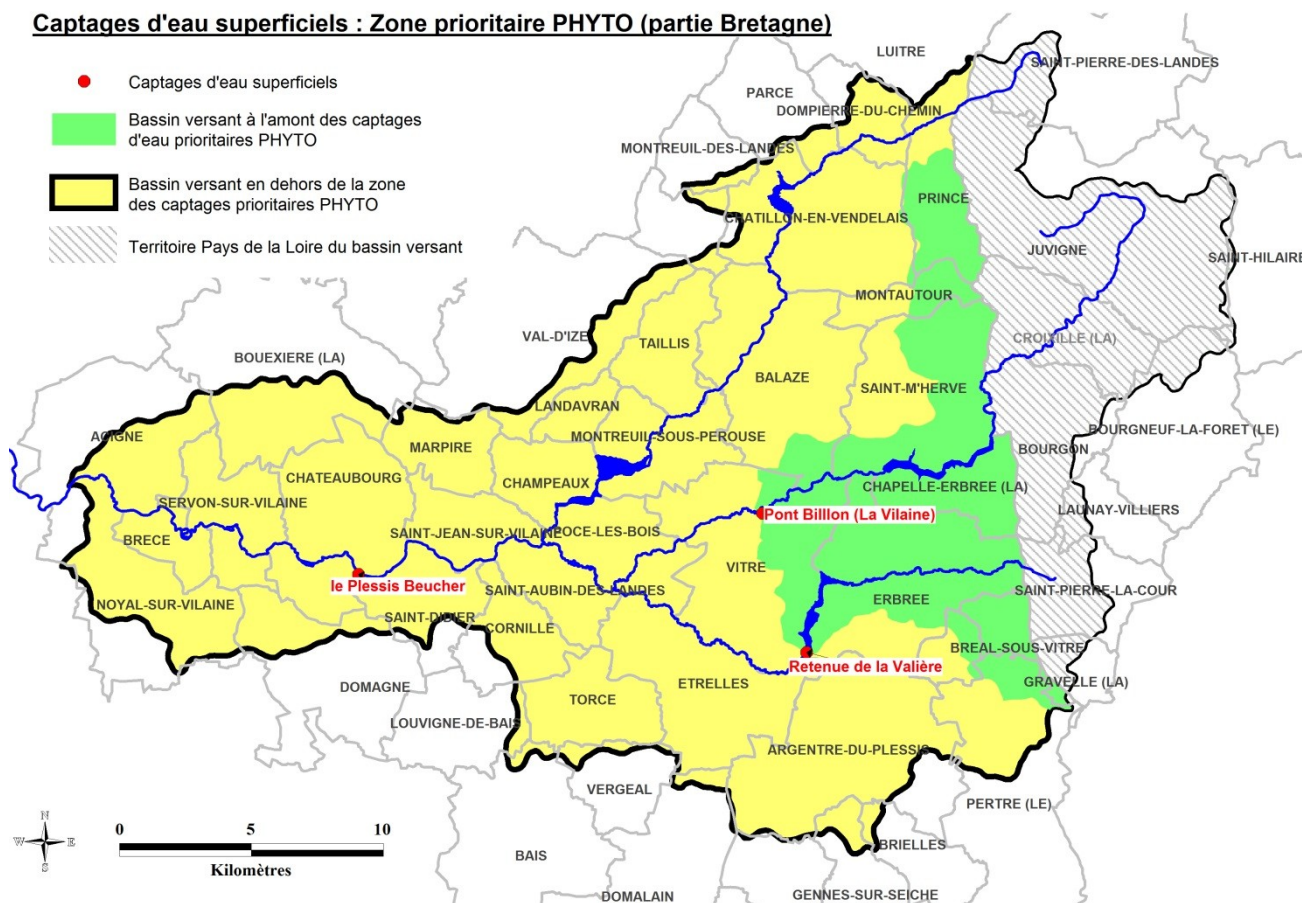 Captages d'eau superficiels : Zone prioritaire PHYTO (partie Bretagne)
Captages d'eau superficiels
Bassin versant à l'amont des captages
d'eau prioritaires PHYTO
Bassin versant en dehors de la zone
des captages prioritaires PHYTO
Territoire Pays de la Loire du bassin versant
LUITRE
SAINT-PIERRE-DES-LANDES
PARCE
DOMPIERRE-DU-CHEMIN
MONTREUIL-DES-LANDES
PRINCE
CHATILLON-EN-VENDELAIS
JUVIGNE
SAINT-HILAIRE
MONTAUTOUR
VAL-D'IZE
TAILLIS
CROIXILLE (LA)
BOUEXIERE (LA)
BALAZE
SAINT-M'HERVE
LANDAVRAN
ACIGNE
MARPIRE
MONTREUIL-SOUS-PEROUSE
BOURGNEUF-LA-FORET (LE)
BOURGON
CHATEAUBOURG
CHAMPEAUX
CHAPELLE-ERBREE (LA)
SERVON-SUR-VILAINE
LAUNAY-VILLIERS
Pont Billlon (La Vilaine)
SAINT-JEAN-SUR-VILAINE
POCE-LES-BOIS
BRECE
VITRE
le Plessis Beucher
SAINT-AUBIN-DES-LANDES
SAINT-PIERRE-LA-COUR
NOYAL-SUR-VILAINE
ERBREE
SAINT-DIDIER
CORNILLE
BREAL-SOUS-VITRE
Retenue de la Valière
DOMAGNE
ETRELLES
GRAVELLE (LA)
TORCE
LOUVIGNE-DE-BAIS
ARGENTRE-DU-PLESSIS
VERGEAL
PERTRE (LE)
N
W E
S
0 5 10
Kilomètres
BRIELLES
BAIS
DOMALAIN
GENNES-SUR-SEICHE